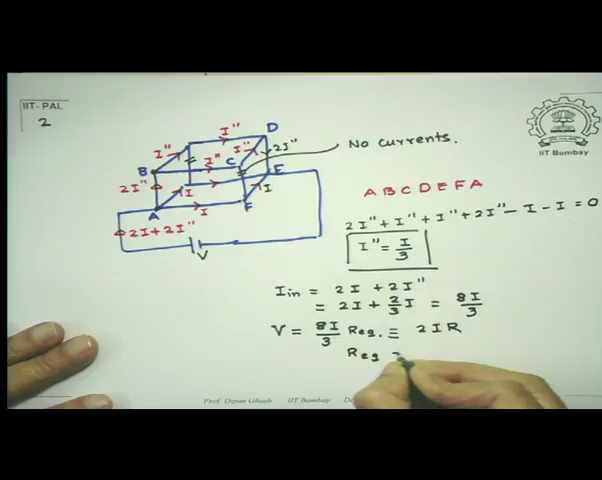 IIT- PAL
2
IIT Bombay
D
I"
I"
I"
2I"
C
I"
B
E
No currents.
2I"
I
I
A
I
F
2I+2I"
V
A B C D E F A
2I" + I" + I" + 2I" - I - I = 0
I" = I/3
Iin = 2I + 2I"
= 2I + 2/3 I = 8I/3
V = 8I/3 Req. = 2IR
Req =
Prof. Dipan Ghosh IIT Bombay